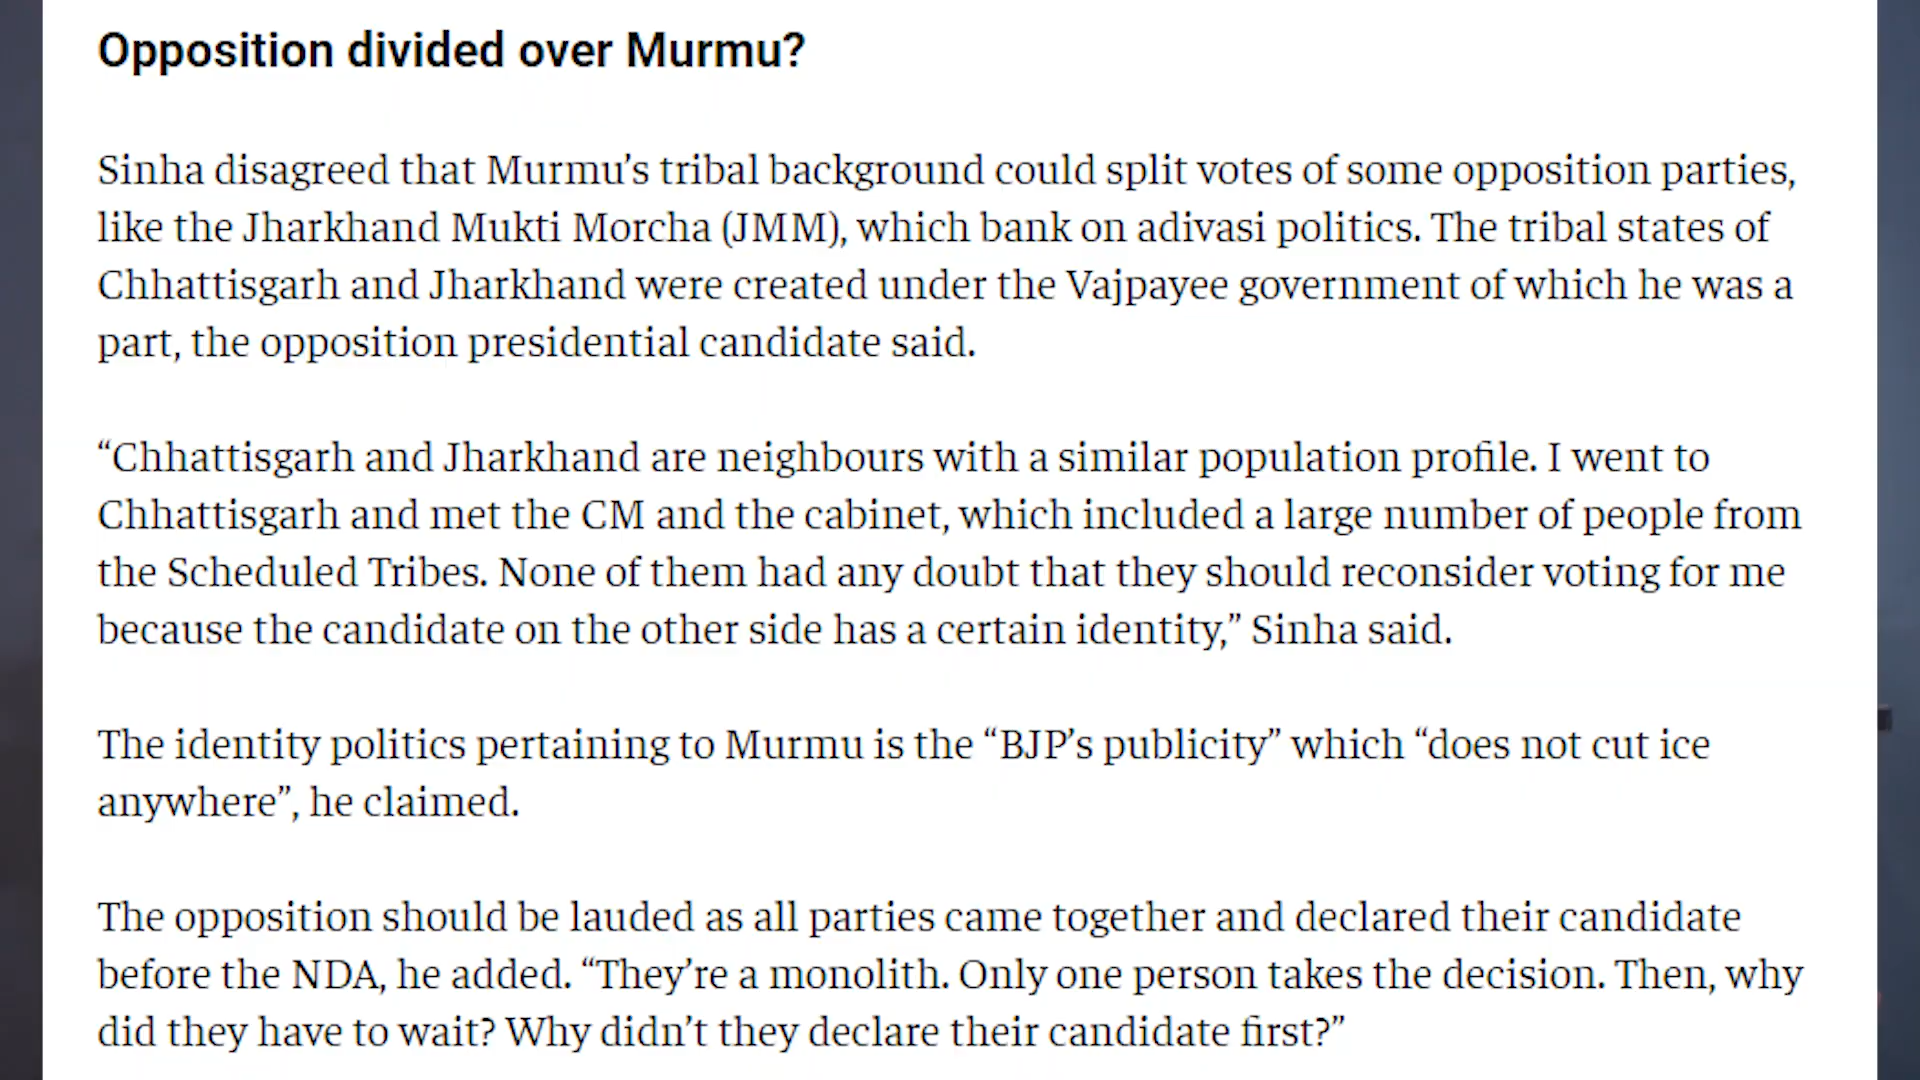 Opposition divided over Murmu?
Sinha disagreed that Murmu’s tribal background could split votes of some opposition parties,
like the Jharkhand Mukti Morcha (JMM), which bank on adivasi politics. The tribal states of
Chhattisgarh and Jharkhand were created under the Vajpayee government of which he was a
part, the opposition presidential candidate said.
“Chhattisgarh and Jharkhand are neighbours with a similar population profile. I went to
Chhattisgarh and met the CM and the cabinet, which included a large number of people from
the Scheduled Tribes. None of them had any doubt that they should reconsider voting for me
because the candidate on the other side has a certain identity,” Sinha said.
The identity politics pertaining to Murmu is the “BJP’s publicity” which “does not cut ice
anywhere”, he claimed.
The opposition should be lauded as all parties came together and declared their candidate
before the NDA, he added. “They’re a monolith. Only one person takes the decision. Then, why
did they have to wait? Why didn’t they declare their candidate first?”